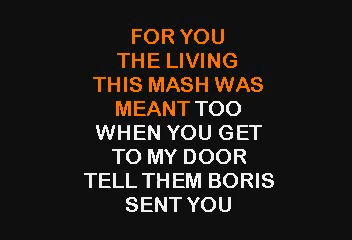 FOR YOU
THE LIVING
THIS MASH WAS
MEANT TOO
WHEN YOU GET
TO MY DOOR
TELL THEM BORIS
SENT YOU